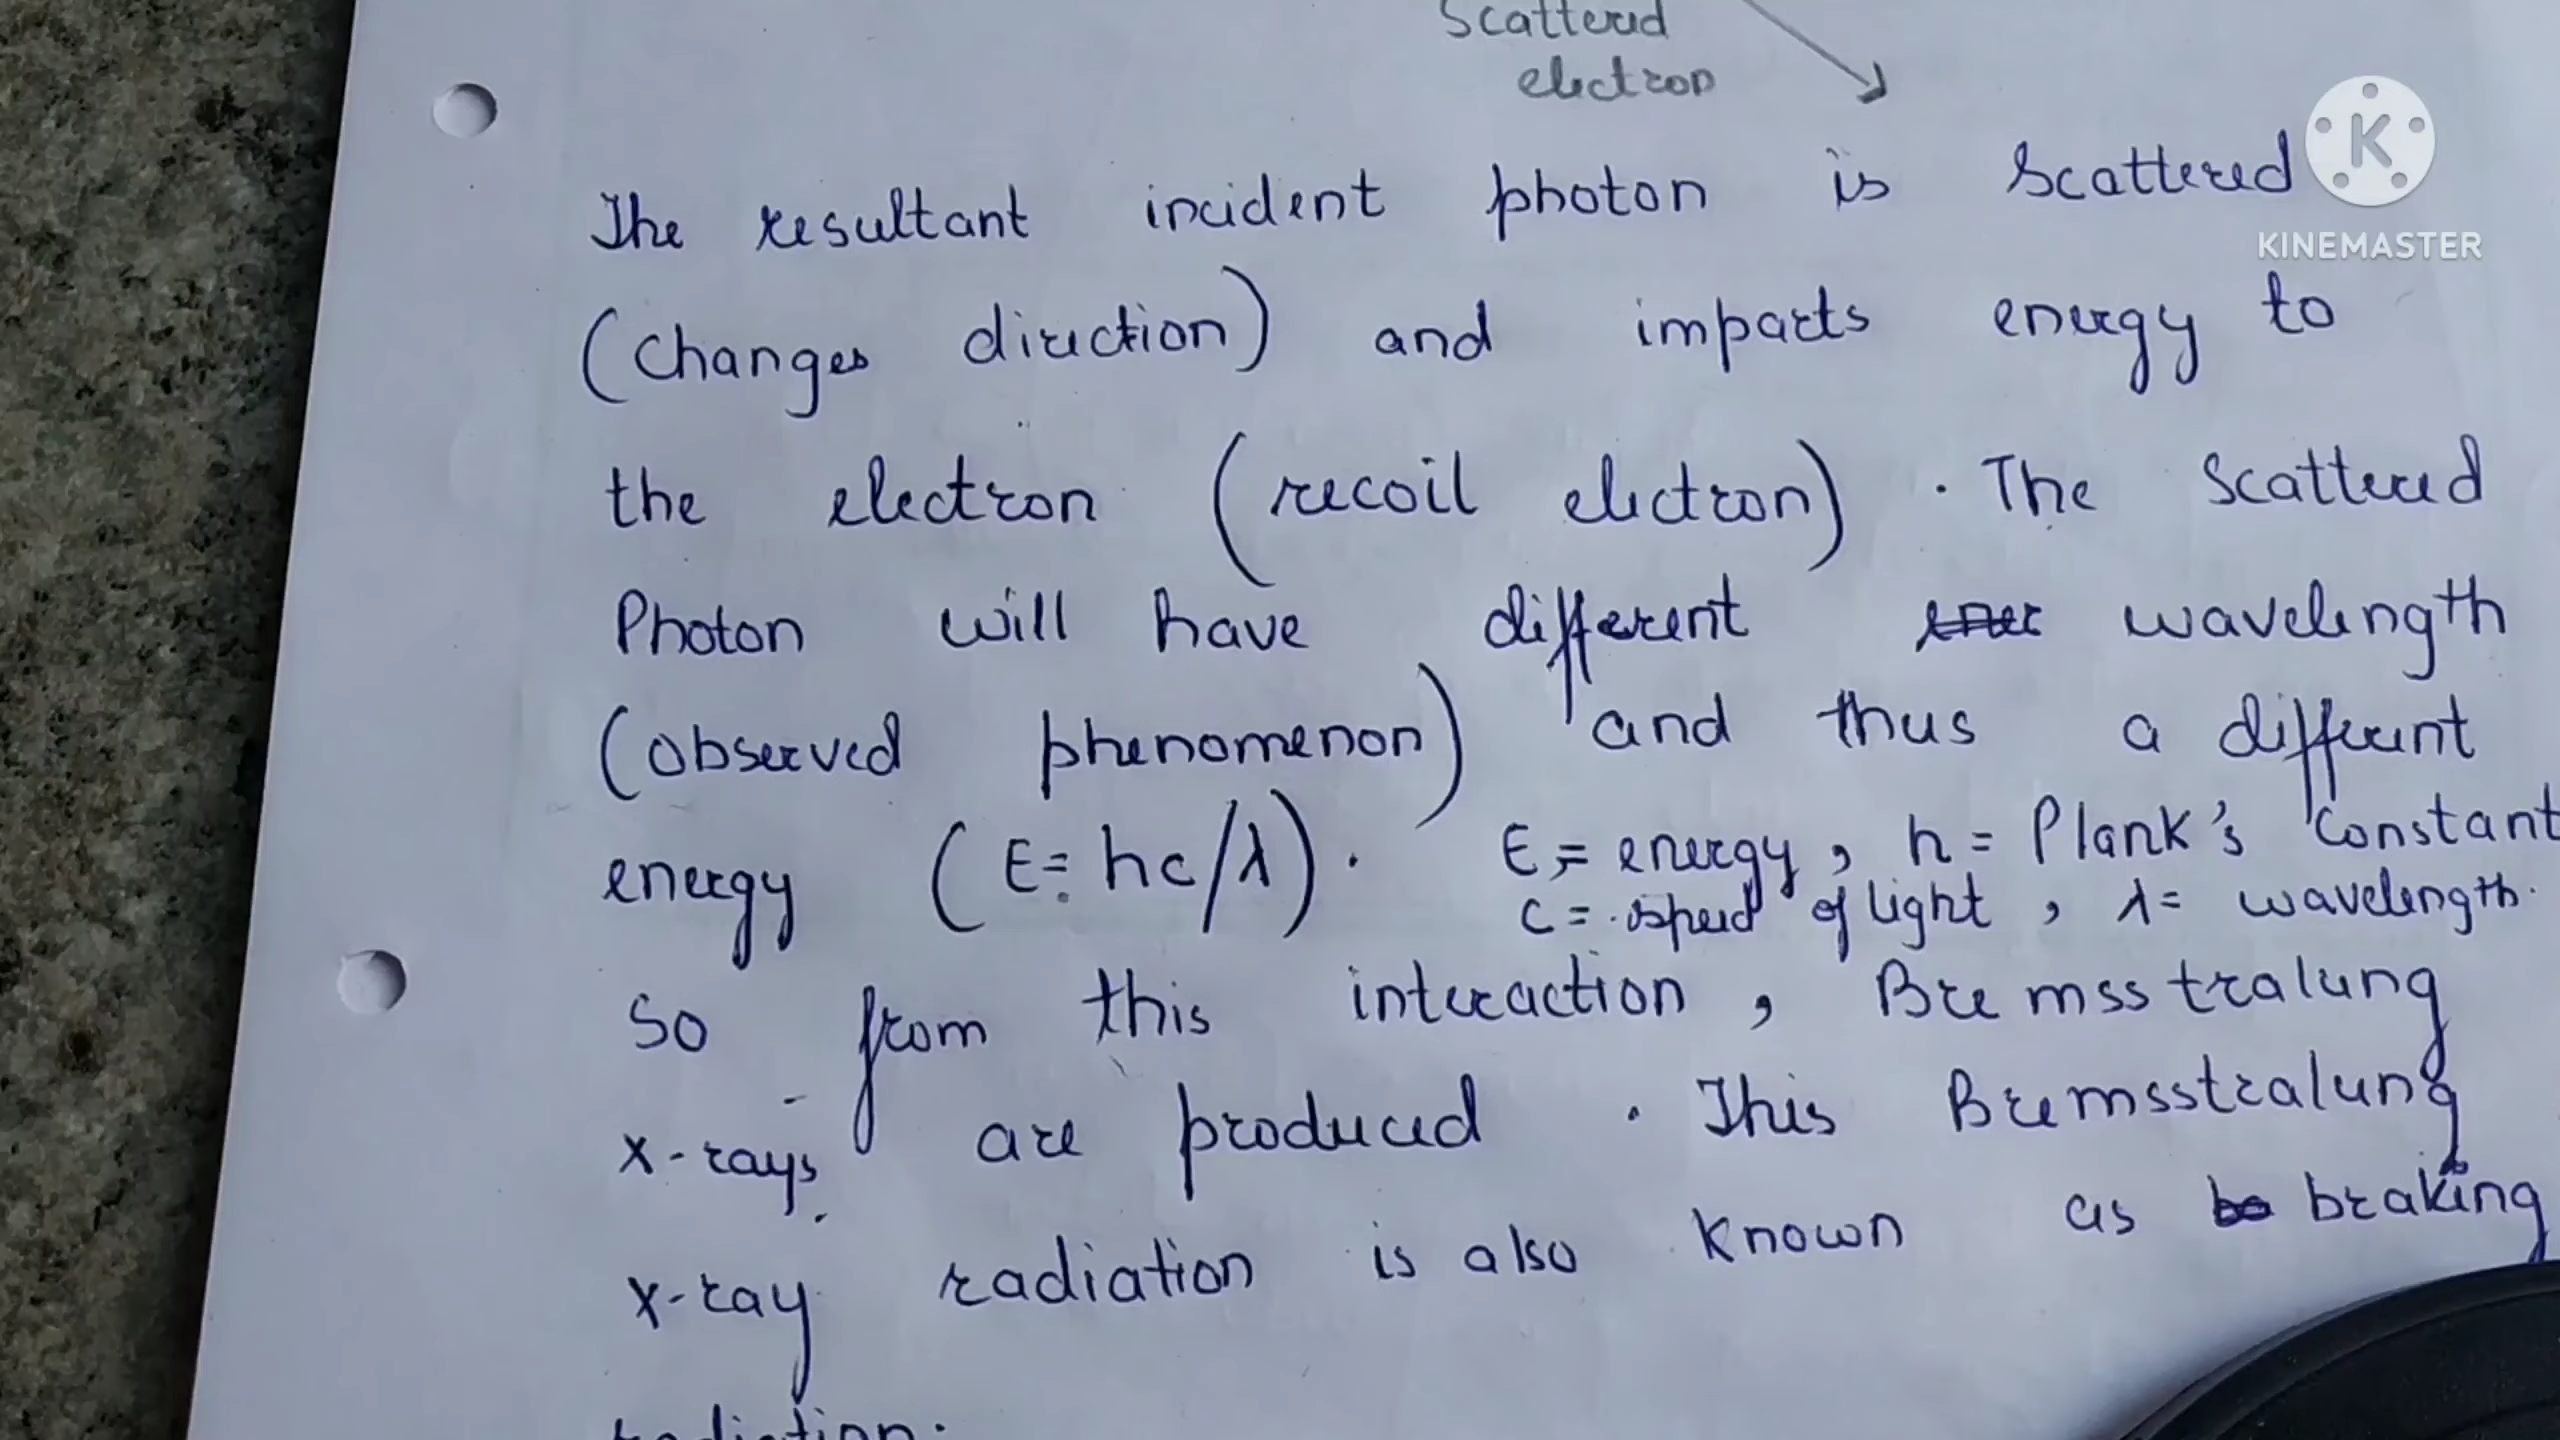 Scattered
electron
The resultant incident photon is scattered
(changes direction) and imparts energy to
the electron (recoil electron). The scattered
Photon will have different wavelength
(observed phenomenon) and thus a different
energy (E = hc/λ). E = energy, h = Plank's Constant
c = speed of light, λ = wavelength.
So from this interaction, Bremsstralung
x-rays are produced. This Bremsstralung
x-ray radiation is also known as braking
radiation.
K
KINEMASTER